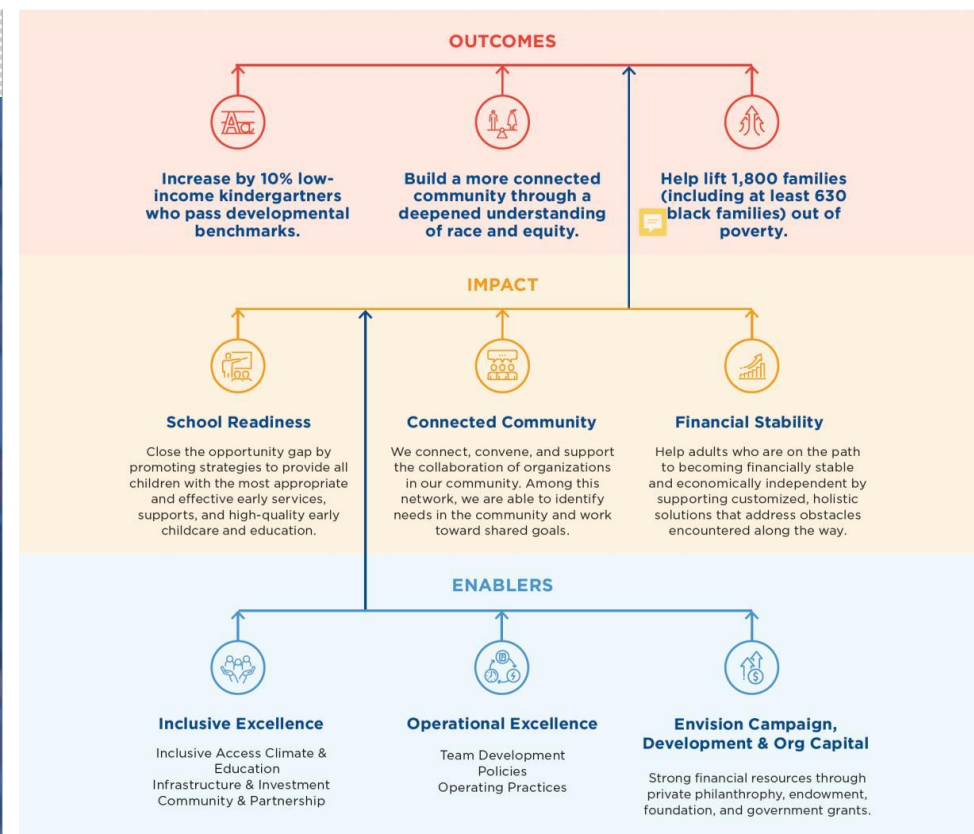 OUTCOMES
Increase by 10% low-
income kindergartners
who pass developmental
benchmarks.
Build a more connected
community through a
deepened understanding
of race and equity.
Help lift 1,800 families
(including at least 630
black families) out of
poverty.
IMPACT
School Readiness
Close the opportunity gap by
promoting strategies to provide all
children with the most appropriate
and effective early services,
supports, and high-quality early
childcare and education.
Connected Community
We connect, convene, and support
the collaboration of organizations
in our community. Among this
network, we are able to identify
needs in the community and work
toward shared goals.
Financial Stability
Help adults who are on the path
to becoming financially stable
and economically independent by
supporting customized, holistic
solutions that address obstacles
encountered along the way.
ENABLERS
Inclusive Excellence
Inclusive Access Climate &
Education
Infrastructure & Investment
Community & Partnership
Operational Excellence
Team Development
Policies
Operating Practices
Envision Campaign,
Development & Org Capital
Strong financial resources through
private philanthropy, endowment,
foundation, and government grants.